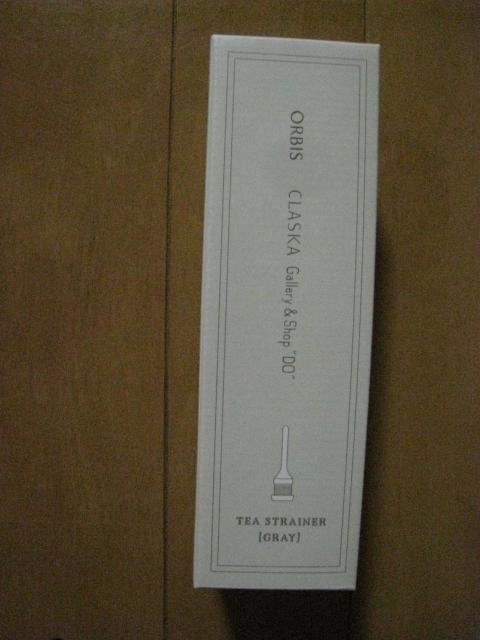 ORBIS CLASKA Gallery & Shop "DO"
TEA STRAINER
[GRAY]